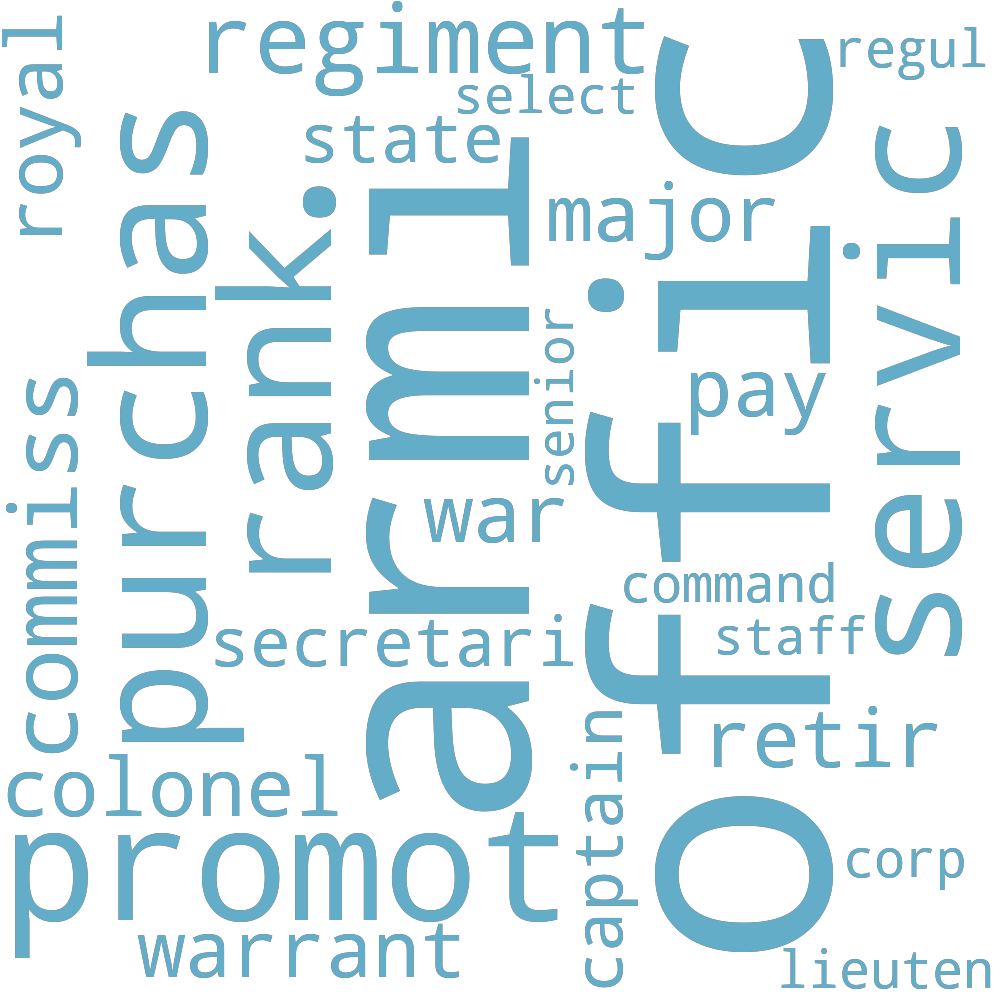 royal
regiment
regul
select
state
purchas
rank
armi
major
offic
servic
senior
pay
commiss
war
command
secretari
staff
retir
colonel
captain
promot
corp
warrant
lieuten